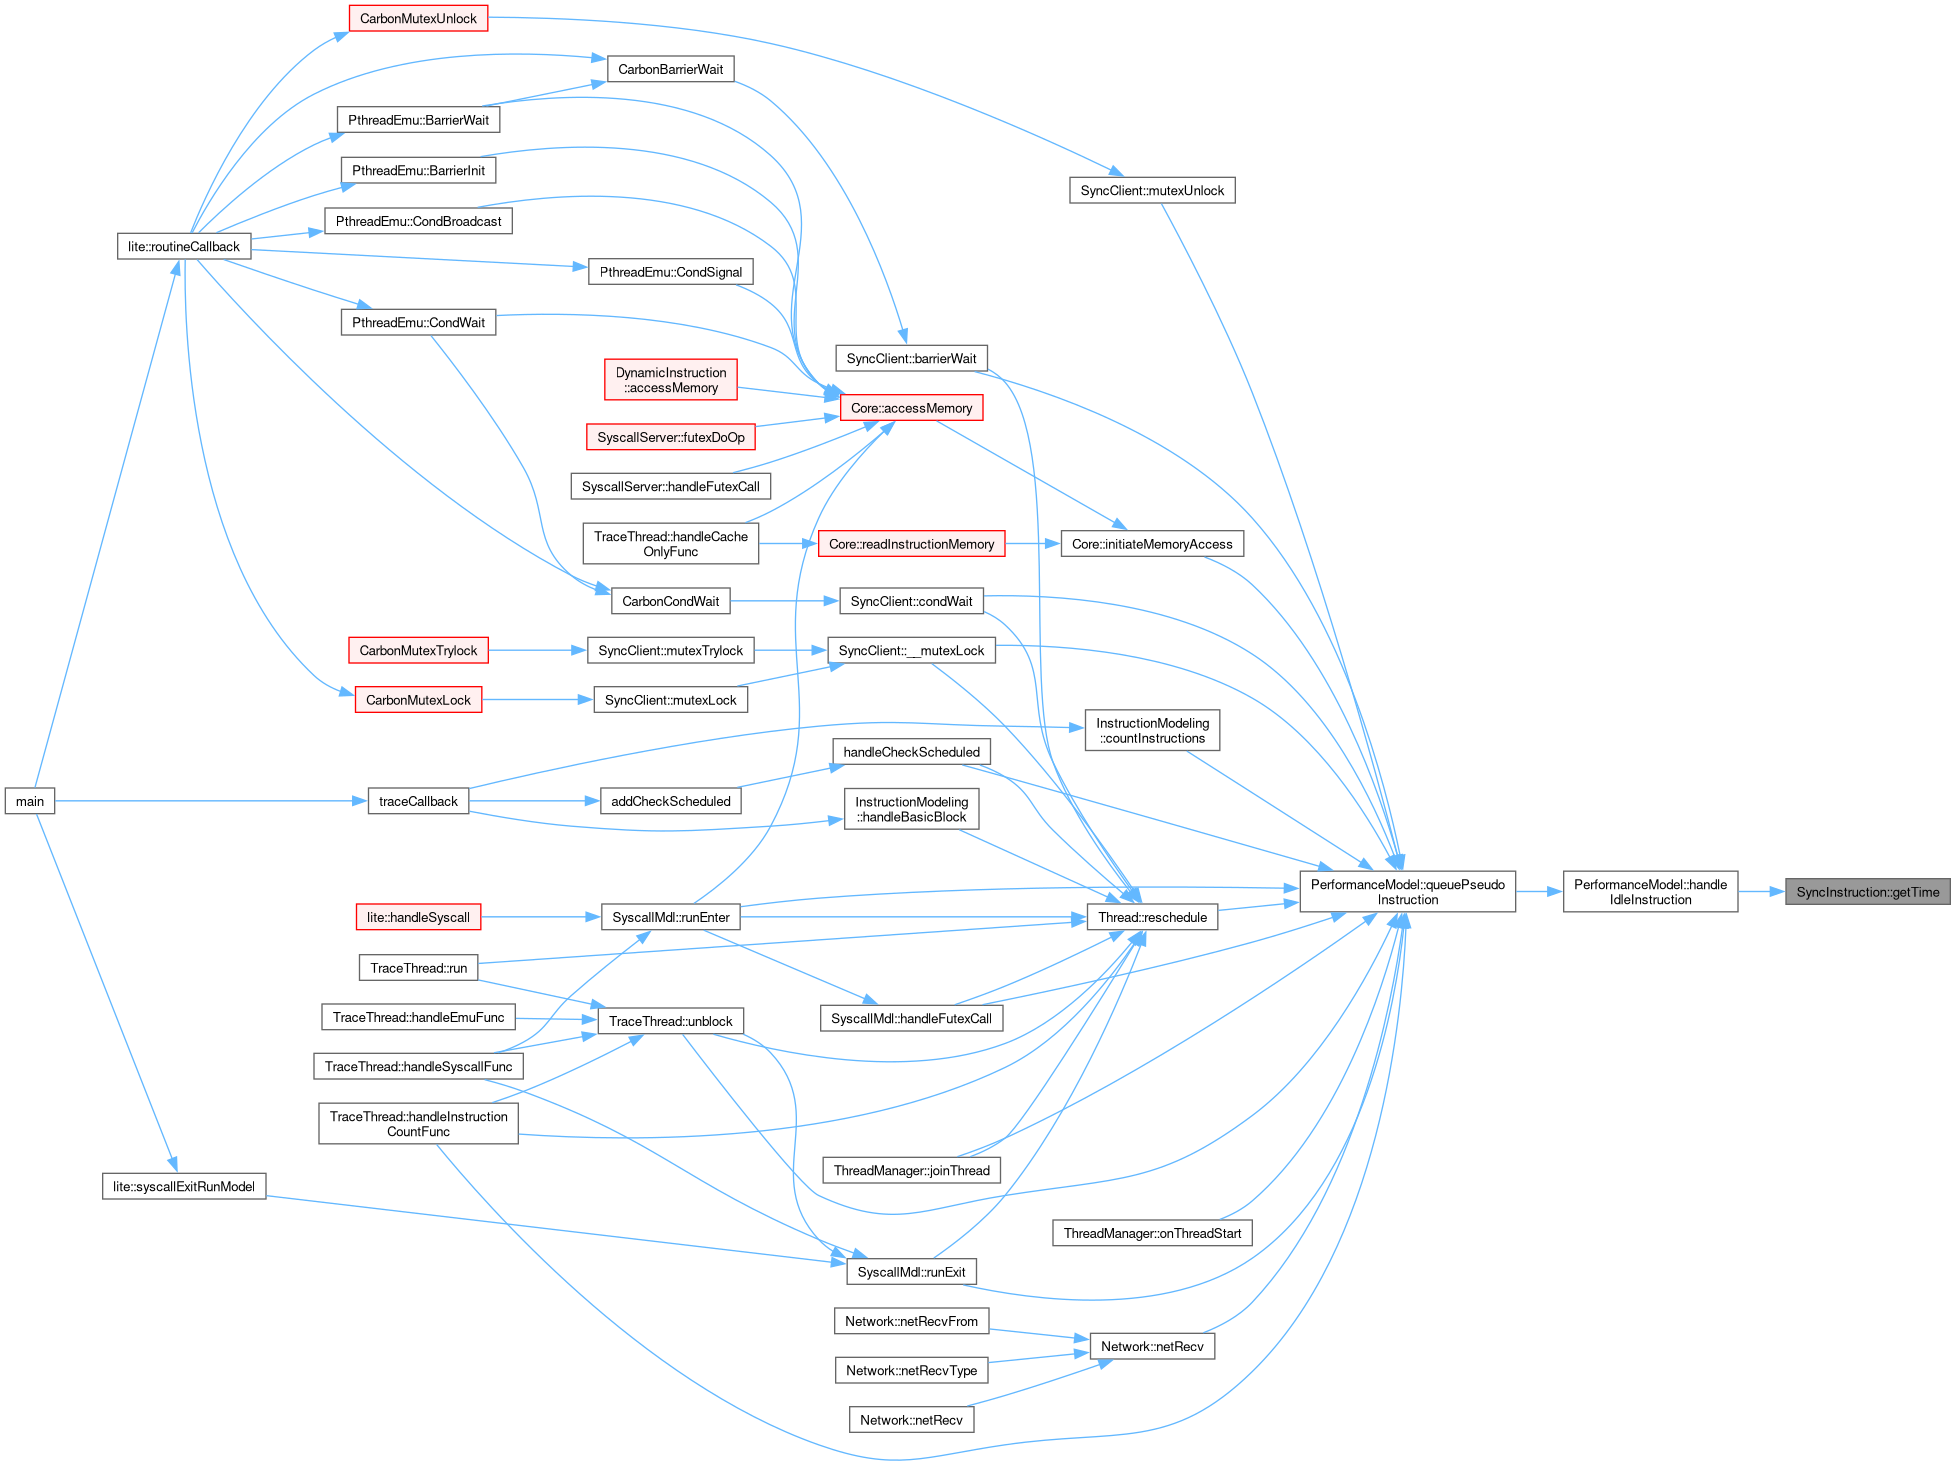 CarbonMutexUnlock
CarbonBarrierWait
PthreadEmu::BarrierWait
PthreadEmu::BarrierInit
SyncClient::mutexUnlock
PthreadEmu::CondBroadcast
lite::routineCallback
PthreadEmu::CondSignal
PthreadEmu::CondWait
SyncClient::barrierWait
DynamicInstruction
::accessMemory
Core::accessMemory
SyscallServer::futexDoOp
SyscallServer::handleFutexCall
TraceThread::handleCache
OnlyFunc
Core::readInstructionMemory
Core::initiateMemoryAccess
CarbonCondWait
SyncClient::condWait
CarbonMutexTrylock
SyncClient::mutexTrylock
SyncClient::__mutexLock
CarbonMutexLock
SyncClient::mutexLock
InstructionModeling
::countInstructions
handleCheckScheduled
main
traceCallback
addCheckScheduled
InstructionModeling
::handleBasicBlock
PerformanceModel::queuePseudo
Instruction
PerformanceModel::handle
IdleInstruction
SyncInstruction::getTime
lite::handleSyscall
SyscallMdl::runEnter
Thread::reschedule
TraceThread::run
TraceThread::handleEmuFunc
TraceThread::unblock
SyscallMdl::handleFutexCall
TraceThread::handleSyscallFunc
TraceThread::handleInstruction
CountFunc
ThreadManager::joinThread
lite::syscallExitRunModel
ThreadManager::onThreadStart
SyscallMdl::runExit
Network::netRecvFrom
Network::netRecv
Network::netRecvType
Network::netRecv